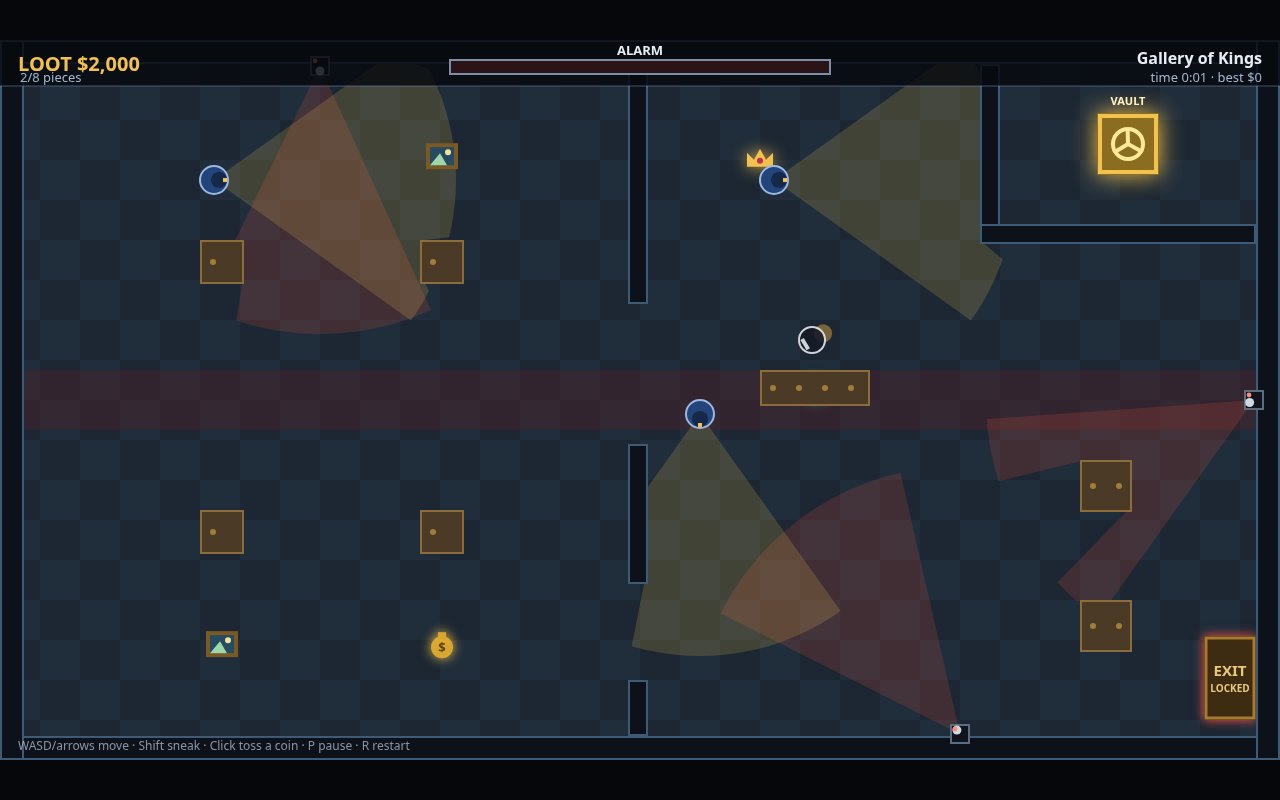 LOOT $2,000
2/8 pieces
ALARM
Gallery of Kings
time 0:01 · best $0
VAULT
$
EXIT
LOCKED
WASD/arrows move · Shift sneak · Click toss a coin · P pause · R restart